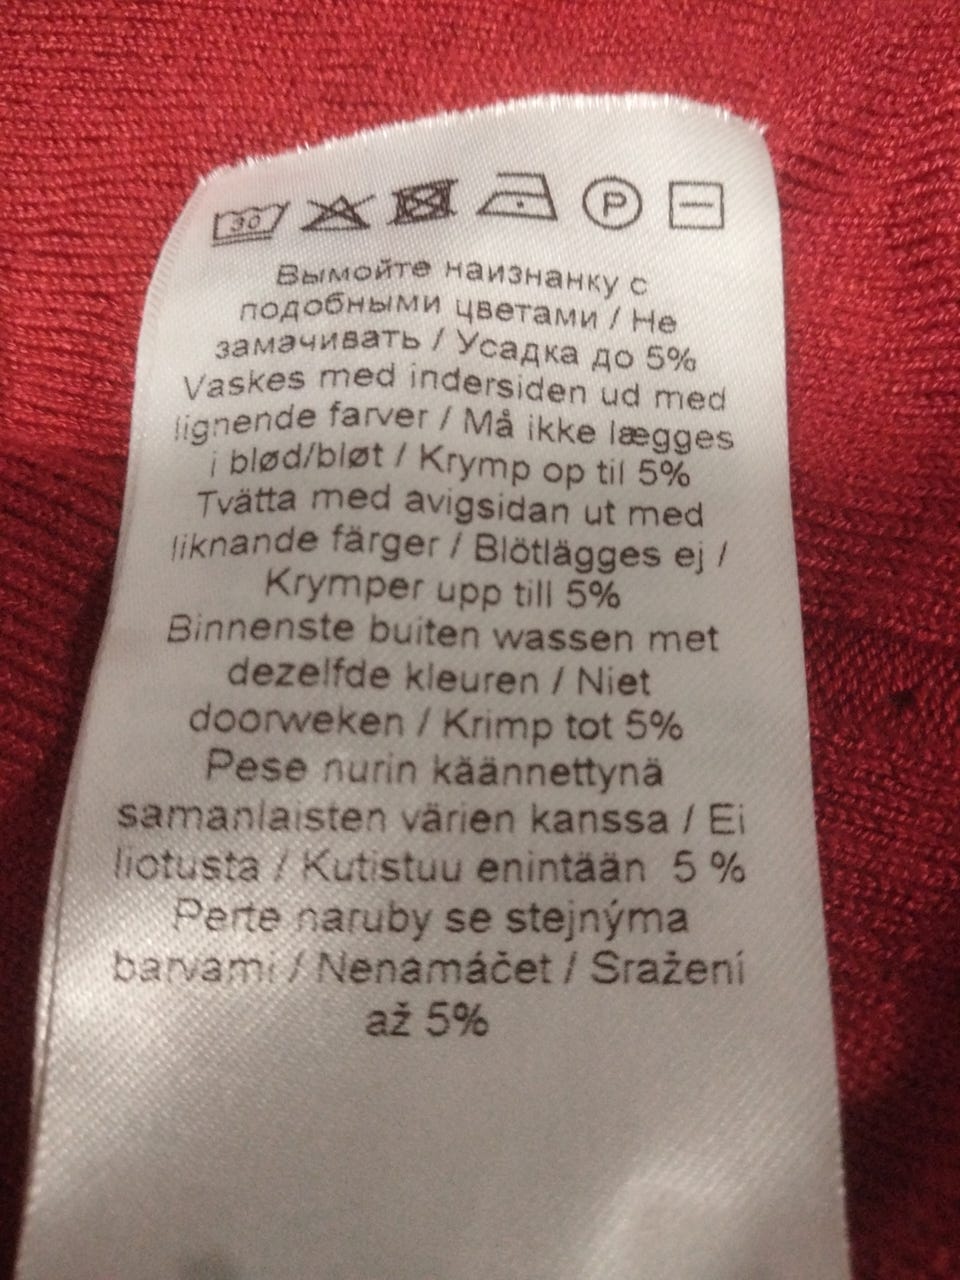 30 P
Вымойте наизнанку с
подобными цветами / Не
замачивать / Усадка до 5%
Vaskes med indersiden ud med
lignende farver / Må ikke lægges
i blød/bløt / Krymp op til 5%
Tvätta med avigsidan ut med
liknande färger / Blötlägges ej /
Krymper upp till 5%
Binnenste buiten wassen met
dezelfde kleuren / Niet
doorweken / Krimp tot 5%
Pese nurin käännettynä
samanlaisten värien kanssa / Ei
liotusta / Kutistuu enintään 5 %
Perte naruby se stejnýma
barvami / Nenamáčet / Sražení
až 5%